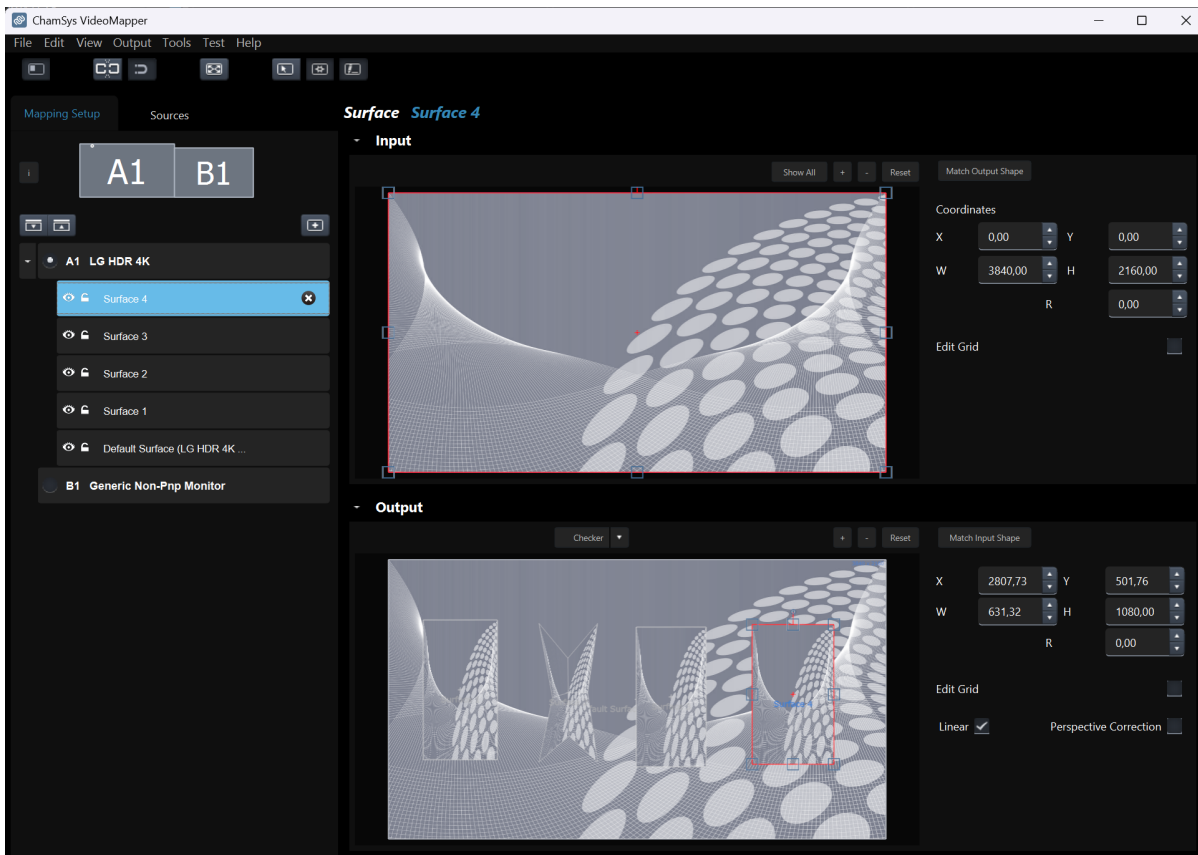 ChamSys VideoMapper
File Edit View Output Tools Test Help
Mapping Setup Sources
Surface Surface 4
Input
A1 B1
i
Show All + - Reset Match Output Shape
Coordinates
X 0,00 Y 0,00
W 3840,00 H 2160,00
R 0,00
Edit Grid
A1 LG HDR 4K
Surface 4
Surface 3
Surface 2
Surface 1
Default Surface (LG HDR 4K ...
B1 Generic Non-Pnp Monitor
Output
Checker + - Reset Match Input Shape
X 2807,73 Y 501,76
W 631,32 H 1080,00
R 0,00
Edit Grid
Linear Perspective Correction
Surface 4